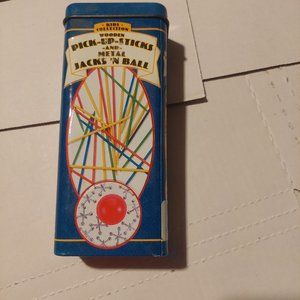 KIDS
COLLECTION
WOODEN
PICK-UP-STICKS
-AND-
METAL
JACKS 'N BALL